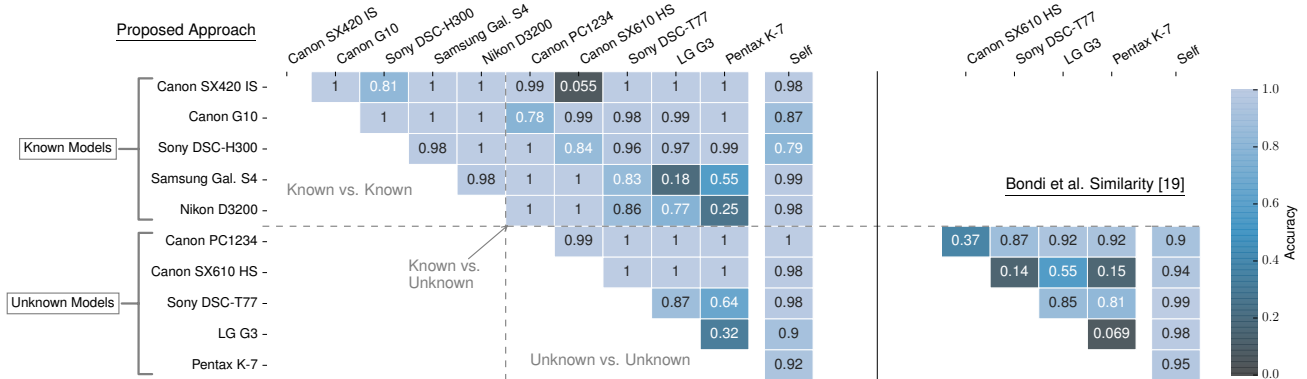 Proposed Approach
Canon SX420 IS
Canon G10
Sony DSC-H300
Samsung Gal. S4
Nikon D3200
Canon PC1234
Canon SX610 HS
Sony DSC-T77
LG G3
Pentax K-7
Self
Canon SX610 HS
Sony DSC-T77
LG G3
Pentax K-7
Self
Canon SX420 IS 1 0.81 1 1 0.99 0.055 1 1 1 0.98
Canon G10 1 1 1 0.78 0.99 0.98 0.99 1 0.87
Known Models
Sony DSC-H300 0.98 1 1 0.84 0.96 0.97 0.99 0.79
Samsung Gal. S4 0.98 1 1 0.83 0.18 0.55 0.99
Known vs. Known
Bondi et al. Similarity [19]
Nikon D3200 1 1 0.86 0.77 0.25 0.98
Canon PC1234 0.99 1 1 1 1 0.37 0.87 0.92 0.92 0.9
Known vs.
Unknown
Canon SX610 HS 1 1 1 0.98 0.14 0.55 0.15 0.94
Unknown Models
Sony DSC-T77 0.87 0.64 0.98 0.85 0.81 0.99
LG G3 0.32 0.9 0.069 0.98
Unknown vs. Unknown
Pentax K-7 0.92 0.95
1.0
0.8
0.6
0.4
0.2
0.0
Accuracy